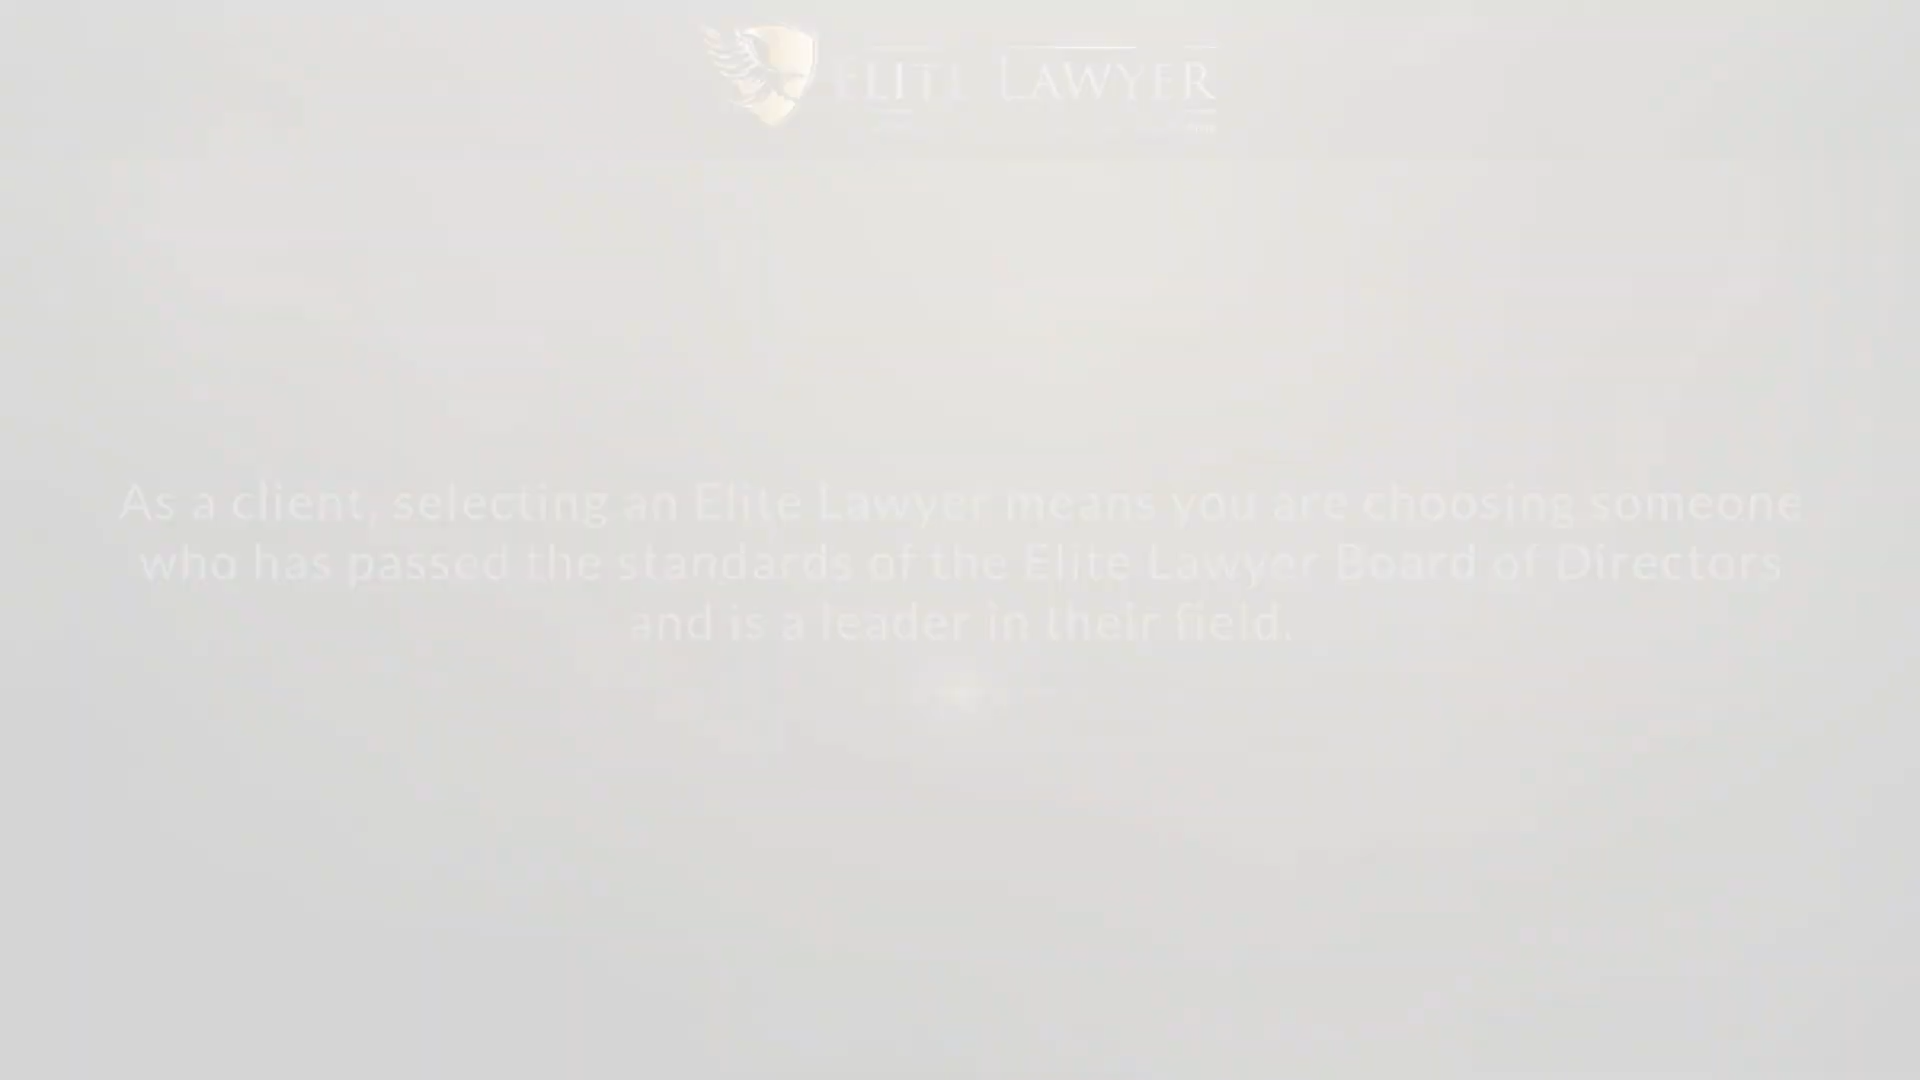 ELITE LAWYER
As a client, selecting an Elite Lawyer means you are choosing someone
who has passed the standards of the Elite Lawyer Board of Directors
and is a leader in their field.